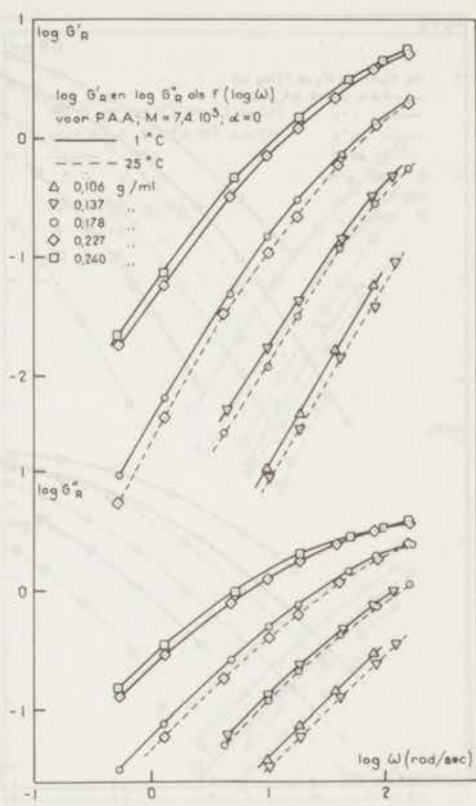 1
log G'R
log G'R en log G"R als f (log ω)
voor P.A.A.; M = 7,4.10⁵, α=0
1 °C
25 °C
0,106 g/ml
0,137 ,,
0,178 ,,
0,227 ,,
0,240 ,,
0
-1
-2
1
log G"R
0
-1
log ω (rad/sec)
-1 0 1 2